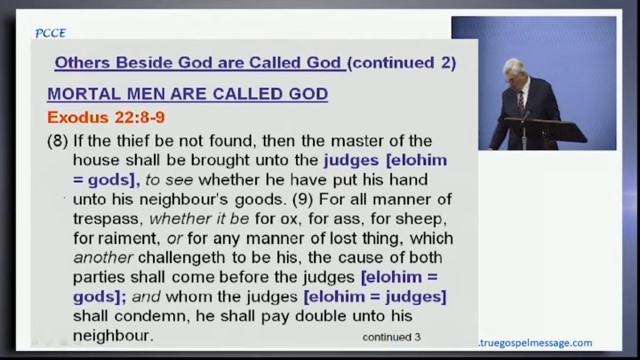 PCCE
Others Beside God are Called God (continued 2)
MORTAL MEN ARE CALLED GOD
Exodus 22:8-9
(8) If the thief be not found, then the master of the
house shall be brought unto the judges [elohim
= gods], to see whether he have put his hand
unto his neighbour's goods. (9) For all manner of
trespass, whether it be for ox, for ass, for sheep,
for raiment, or for any manner of lost thing, which
another challengeth to be his, the cause of both
parties shall come before the judges [elohim =
gods]; and whom the judges [elohim = judges]
shall condemn, he shall pay double unto his
neighbour.
continued 3
.truegospelmessage.com